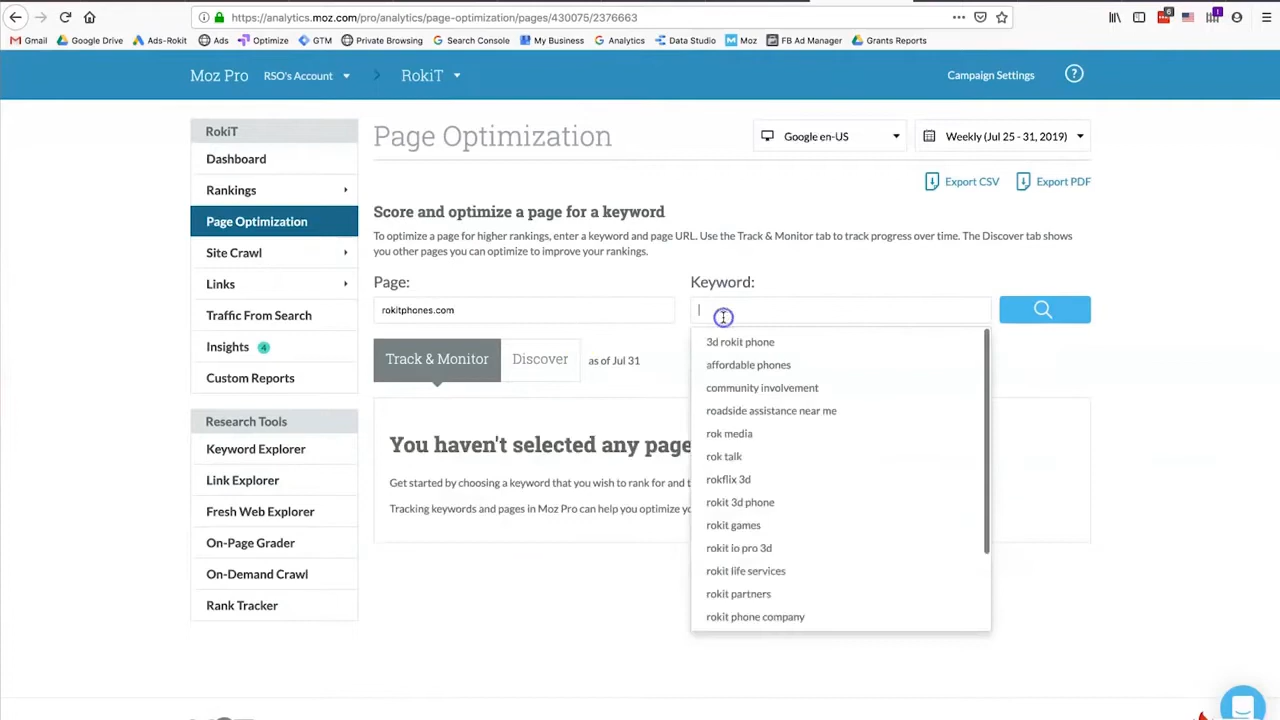 https://analytics.moz.com/pro/analytics/page-optimization/pages/430075/2376663
6
1
Gmail Google Drive Ads-Rokit Ads Optimize GTM Private Browsing Search Console My Business Analytics Data Studio Moz FB Ad Manager Grants Reports
Moz Pro RSO's Account RokiT Campaign Settings ?
RokiT
Dashboard
Rankings
Page Optimization
Site Crawl
Links
Traffic From Search
Insights 4
Custom Reports
Research Tools
Keyword Explorer
Link Explorer
Fresh Web Explorer
On-Page Grader
On-Demand Crawl
Rank Tracker
Page Optimization
Google en-US
Weekly (Jul 25 - 31, 2019)
Export CSV Export PDF
Score and optimize a page for a keyword
To optimize a page for higher rankings, enter a keyword and page URL. Use the Track & Monitor tab to track progress over time. The Discover tab shows
you other pages you can optimize to improve your rankings.
Page: Keyword:
rokitphones.com
Track & Monitor Discover as of Jul 31
You haven't selected any page
Get started by choosing a keyword that you wish to rank for and
Tracking keywords and pages in Moz Pro can help you optimize
3d rokit phone
affordable phones
community involvement
roadside assistance near me
rok media
rok talk
rokflix 3d
rokit 3d phone
rokit games
rokit io pro 3d
rokit life services
rokit partners
rokit phone company